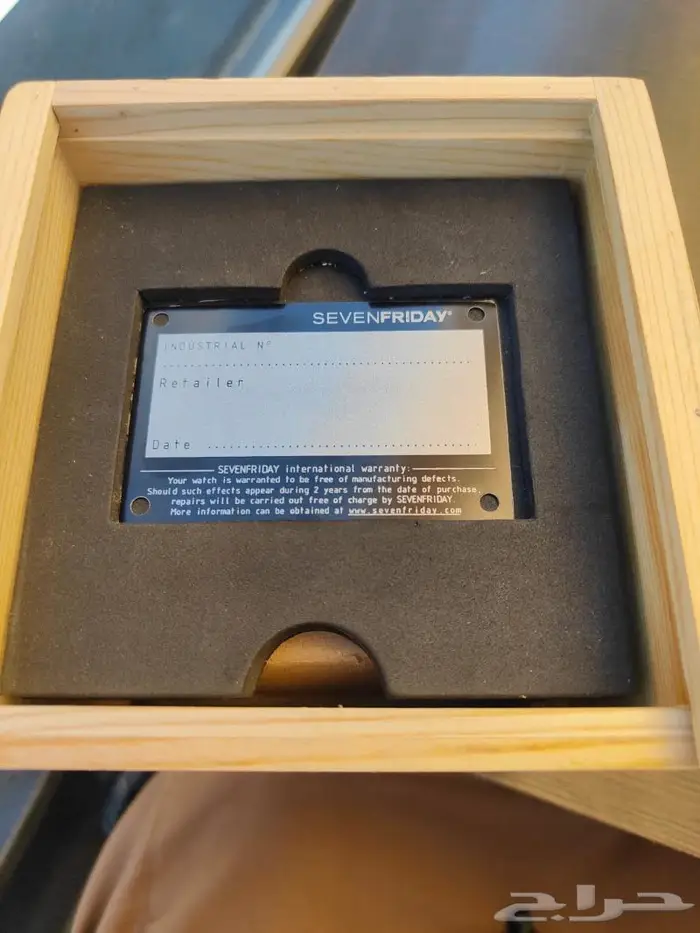 SEVENFRIDAY®
INDUSTRIAL Nº
Retailer
Date
SEVENFRIDAY international warranty:
Your watch is warranted to be free of manufacturing defects.
Should such effects appear during 2 years from the date of purchase,
repairs will be carried out free of charge by SEVENFRIDAY.
More information can be obtained at www.sevenfriday.com
حراج